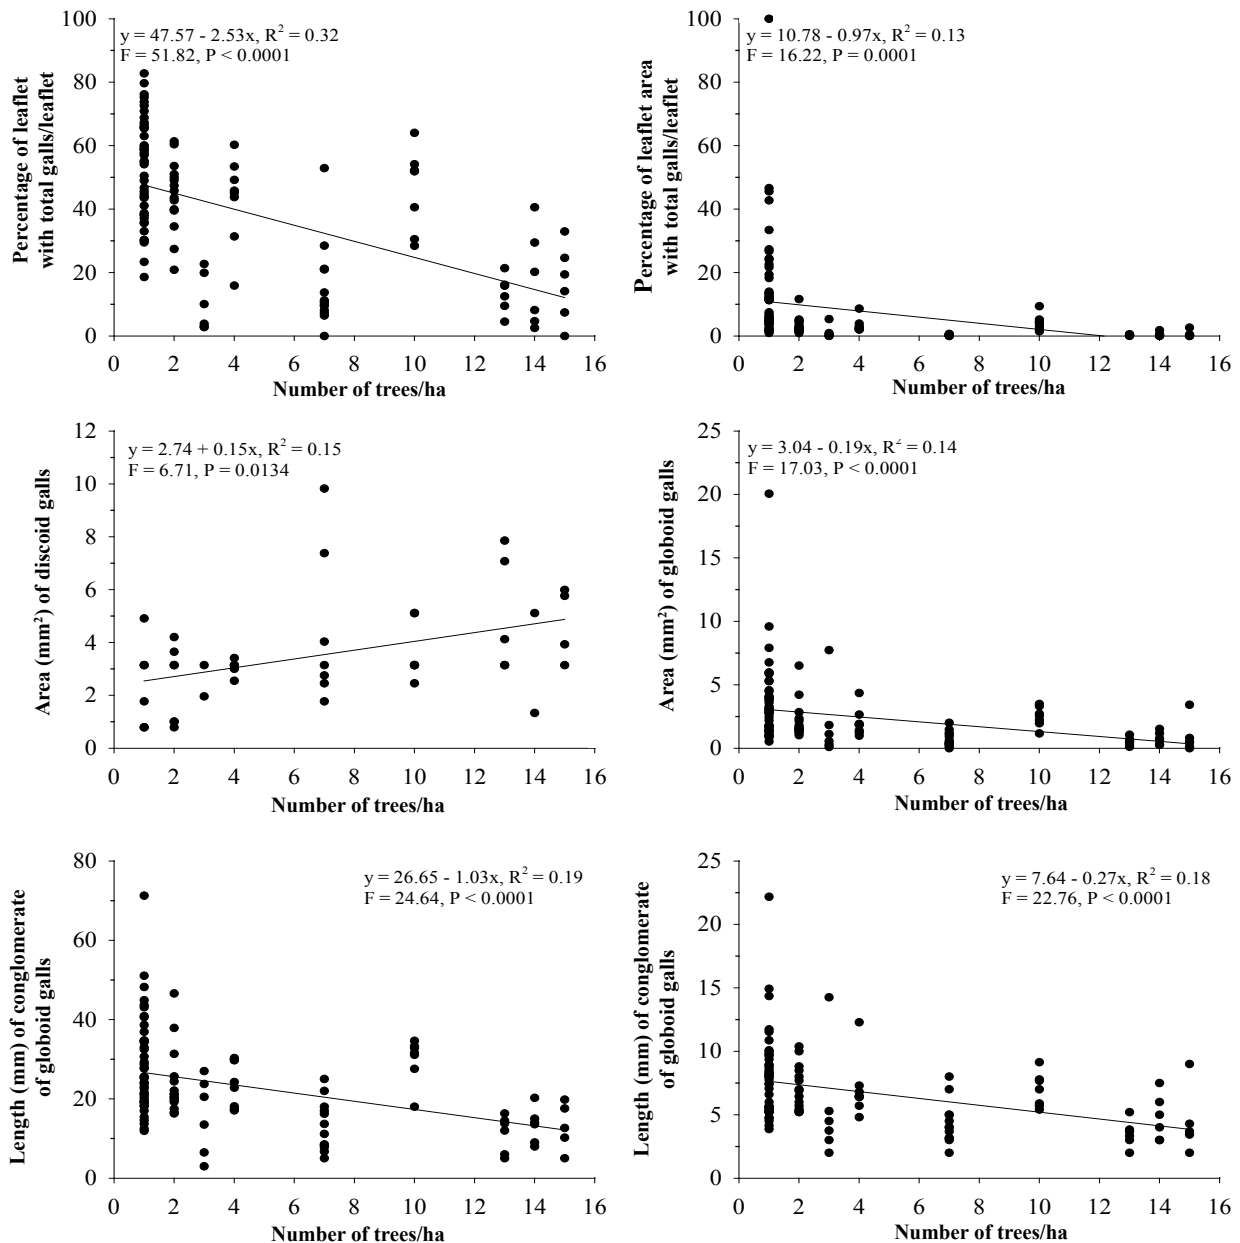 y = 47.57 - 2.53x, R² = 0.32
F = 51.82, P < 0.0001
Percentage of leaflet
with total galls/leaflet
100
80
60
40
20
0
0 2 4 6 8 10 12 14 16
Number of trees/ha
y = 10.78 - 0.97x, R² = 0.13
F = 16.22, P = 0.0001
Percentage of leaflet area
with total galls/leaflet
100
80
60
40
20
0
0 2 4 6 8 10 12 14 16
Number of trees/ha
y = 2.74 + 0.15x, R² = 0.15
F = 6.71, P = 0.0134
Area (mm²) of discoid galls
12
10
8
6
4
2
0
0 2 4 6 8 10 12 14 16
Number of trees/ha
y = 3.04 - 0.19x, R² = 0.14
F = 17.03, P < 0.0001
Area (mm²) of globoid galls
25
20
15
10
5
0
0 2 4 6 8 10 12 14 16
Number of trees/ha
y = 26.65 - 1.03x, R² = 0.19
F = 24.64, P < 0.0001
Length (mm) of conglomerate
of globoid galls
80
60
40
20
0
0 2 4 6 8 10 12 14 16
Number of trees/ha
y = 7.64 - 0.27x, R² = 0.18
F = 22.76, P < 0.0001
Length (mm) of conglomerate
of globoid galls
25
20
15
10
5
0
0 2 4 6 8 10 12 14 16
Number of trees/ha